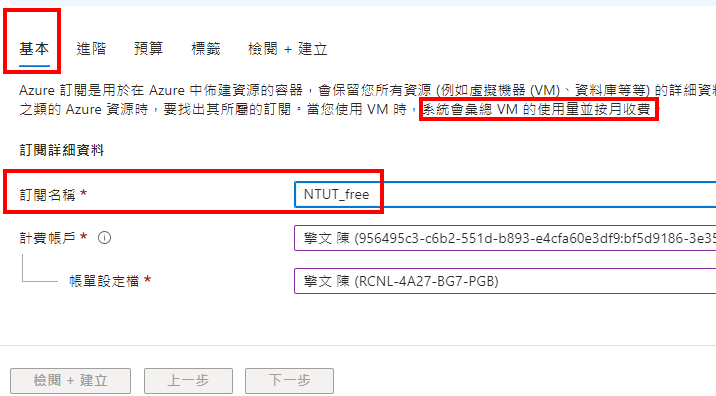 基本 進階 預算 標籤 檢閱 + 建立
Azure 訂閱是用於在 Azure 中佈建資源的容器，會保留您所有資源 (例如虛擬機器 (VM)、資料庫等等) 的詳細資料
之類的 Azure 資源時，要找出其所屬的訂閱。當您使用 VM 時，系統會彙總 VM 的使用量並按月收費。
訂閱詳細資料
訂閱名稱 * NTUT_free
計費帳戶 * 擎文 陳 (956495c3-c6b2-551d-b893-e4cfa60e3df9:bf5d9186-3e35
帳單設定檔 * 擎文 陳 (RCNL-4A27-BG7-PGB)
檢閱 + 建立 上一步 下一步